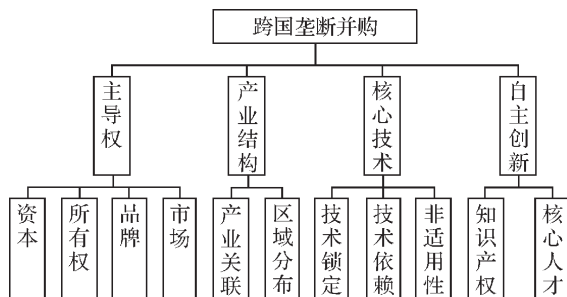 跨国垄断并购
主导权
产业结构
核心技术
自主创新
资本
所有权
品牌
市场
产业关联
区域分布
技术锁定
技术依赖
非适用性
知识产权
核心人才